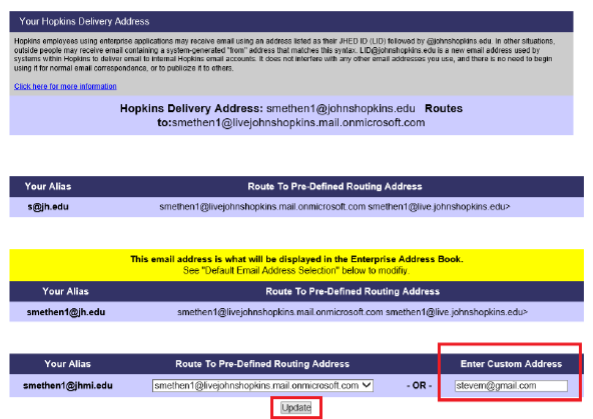 Your Hopkins Delivery Address
Hopkins employees using enterprise applications may receive email using an address listed as their JHED ID (LID) followed by @johnshopkins edu. In other situations,
outside people may receive email containing a system-generated "from" address that matches this syntax. LID@johnshopkins.edu is a new email address used by
systems within Hopkins to deliver email to internal Hopkins email accounts. It does not interfere with any other email addresses you use, and there is no need to begin
using it for normal email correspondence, or to publicize it to others.
Click here for more information
Hopkins Delivery Address: smethen1@johnshopkins.edu Routes
to:smethen1@livejohnshopkins.mail.onmicrosoft.com
Your Alias Route To Pre-Defined Routing Address
s@jh.edu smethen1@livejohnshopkins.mail.onmicrosoft.com smethen1@live.johnshopkins.edu>
This email address is what will be displayed in the Enterprise Address Book.
See "Default Email Address Selection" below to modifiy.
Your Alias Route To Pre-Defined Routing Address
smethen1@jh.edu smethen1@livejohnshopkins.mail.onmicrosoft.com smethen1@live.johnshopkins.edu>
Your Alias Route To Pre-Defined Routing Address Enter Custom Address
smethen1@jhmi.edu smethen1@livejohnshopkins.mail.onmicrosoft.com - OR - stevem@gmail.com
Update